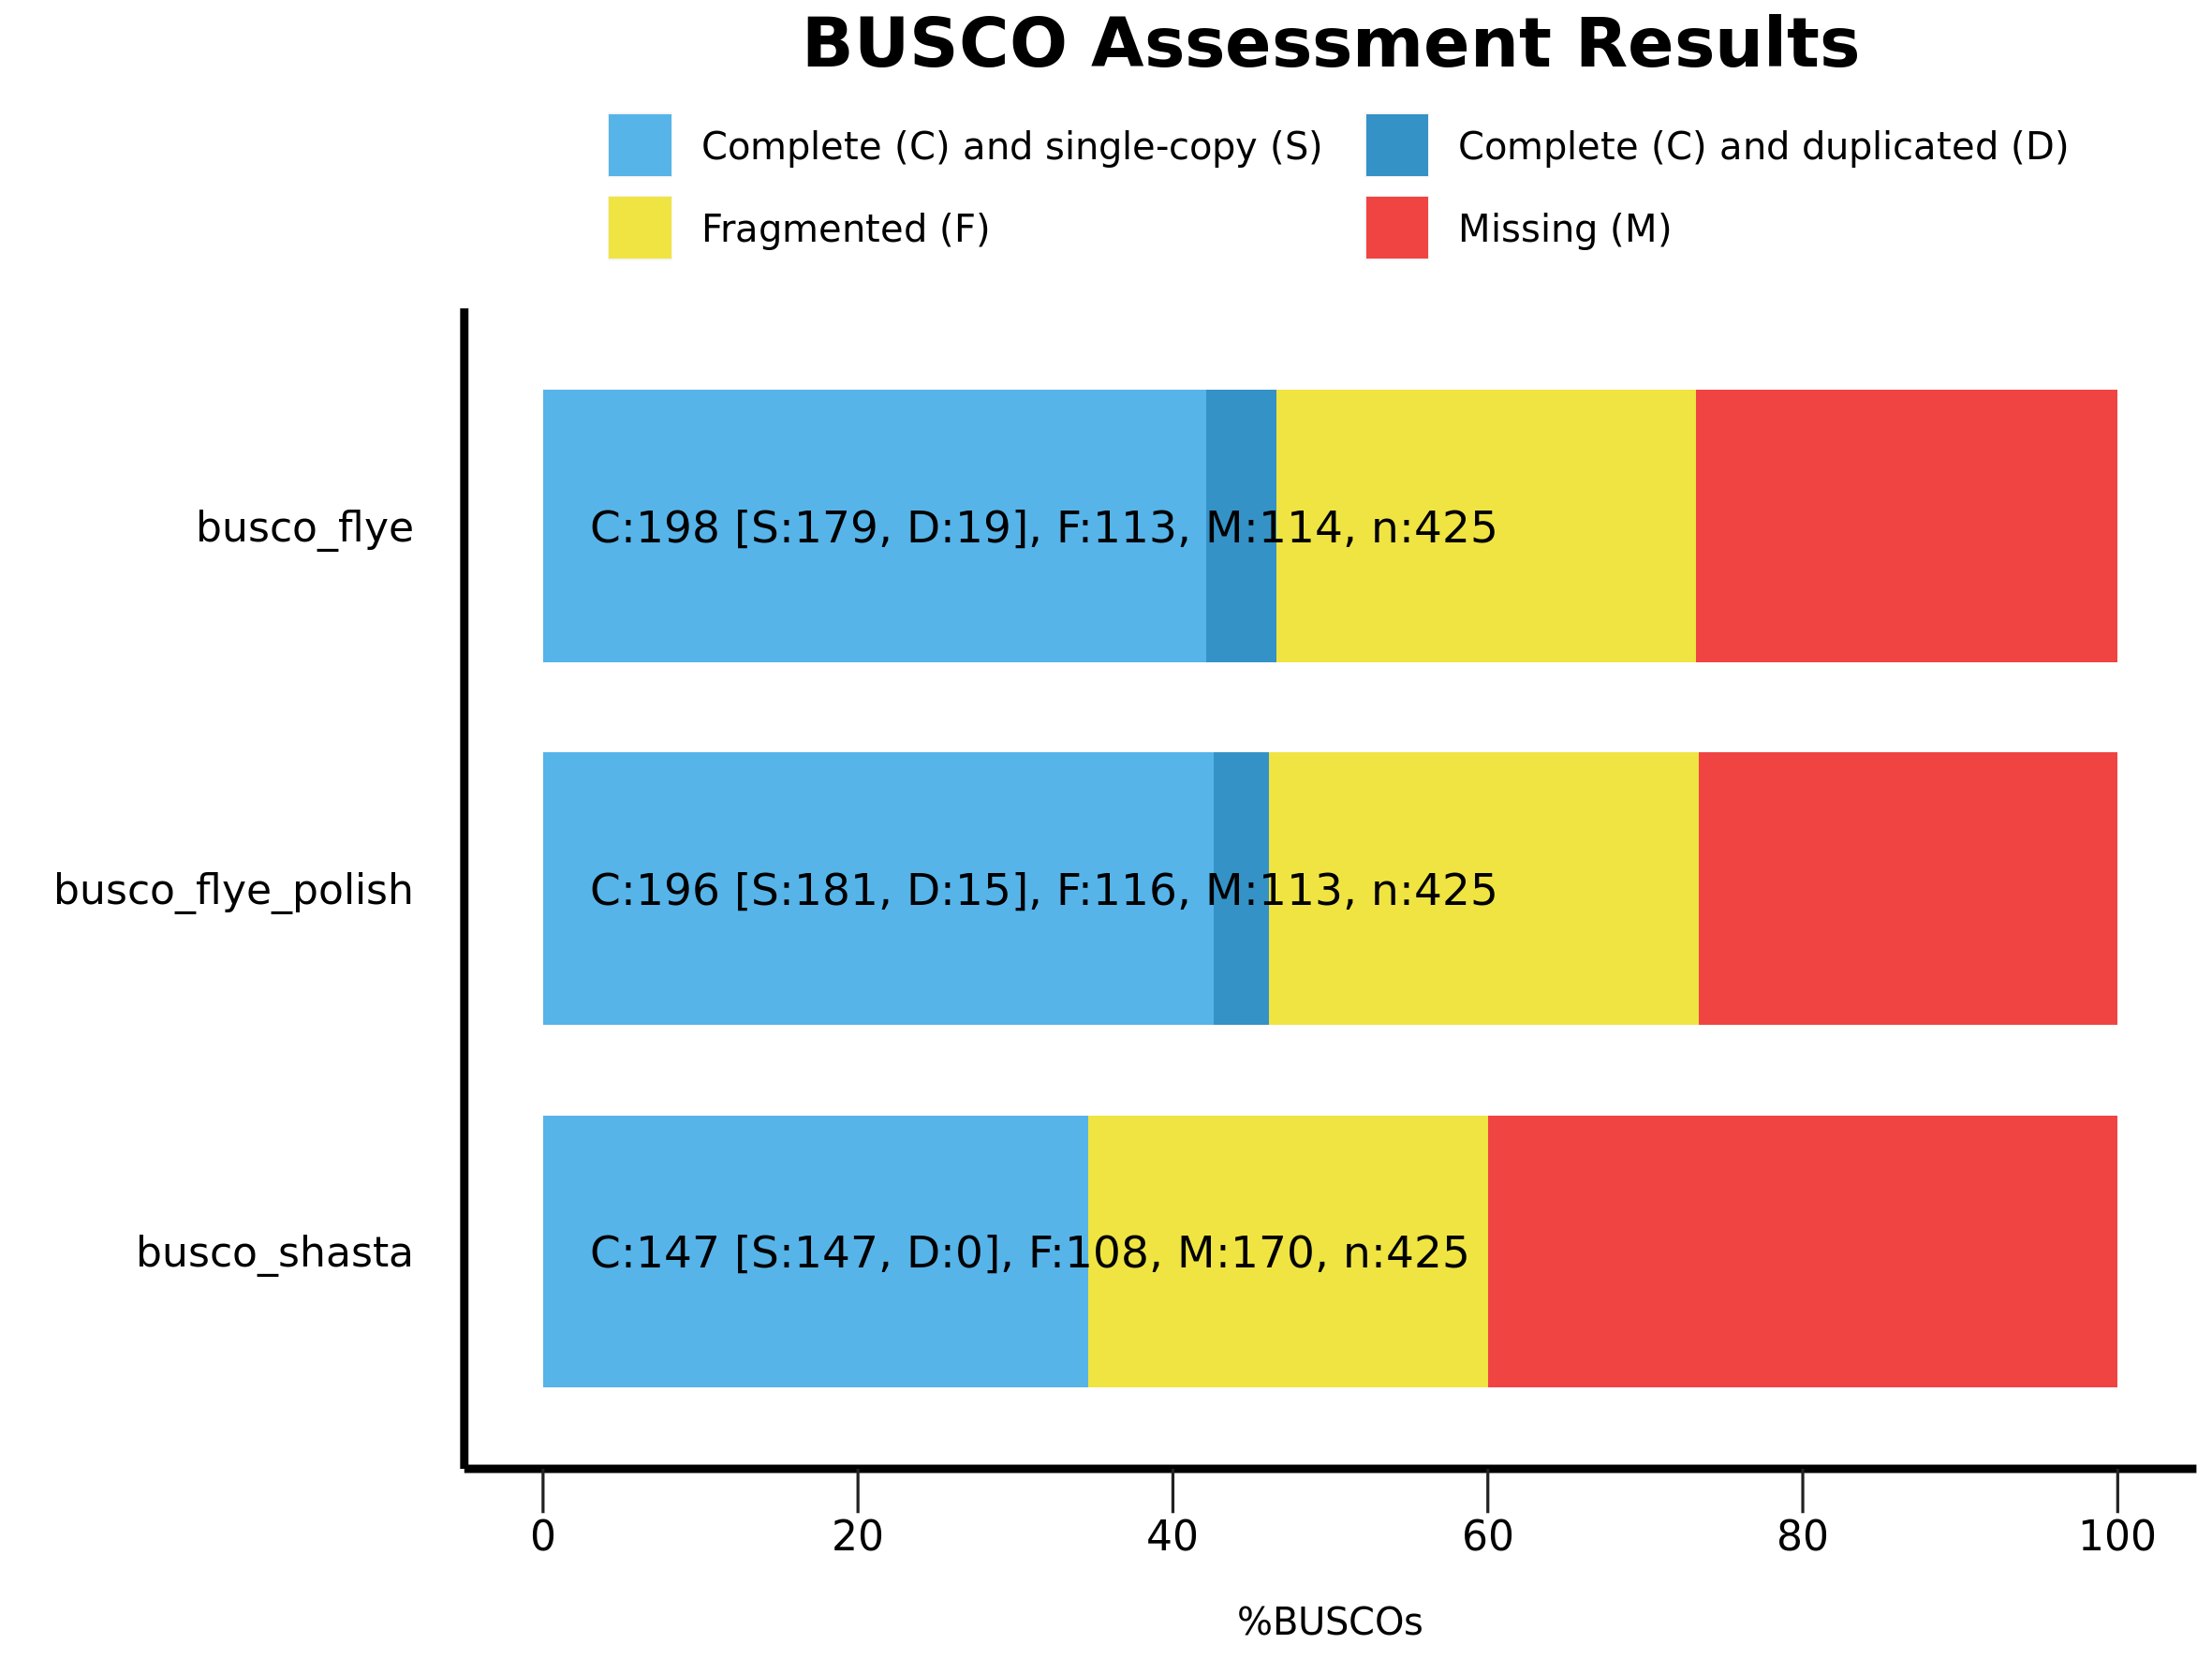 BUSCO Assessment Results
Complete (C) and single-copy (S) Complete (C) and duplicated (D)
Fragmented (F) Missing (M)
busco_flye C:198 [S:179, D:19], F:113, M:114, n:425
busco_flye_polish C:196 [S:181, D:15], F:116, M:113, n:425
busco_shasta C:147 [S:147, D:0], F:108, M:170, n:425
0 20 40 60 80 100
%BUSCOs